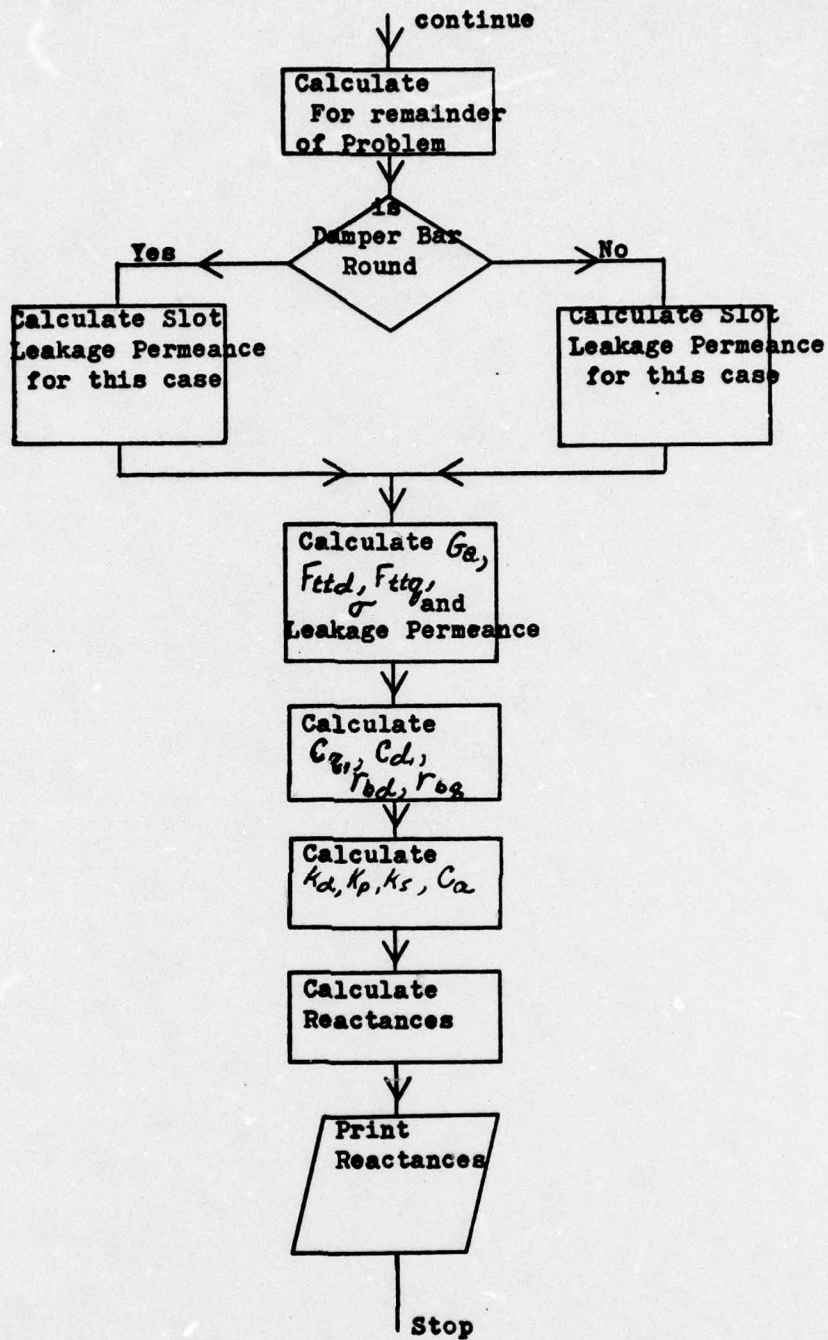 continue
Calculate
For remainder
of Problem
is
Damper Bar
Round
Yes
No
Calculate Slot
Leakage Permeance
for this case
Calculate Slot
Leakage Permeance
for this case
Calculate Ga,
Fttd, Fttq,
σ and
Leakage Permeance
Calculate
Cq1, Cd1,
rbd, rbq
Calculate
Kd, Kp, Ks, Ca
Calculate
Reactances
Print
Reactances
Stop